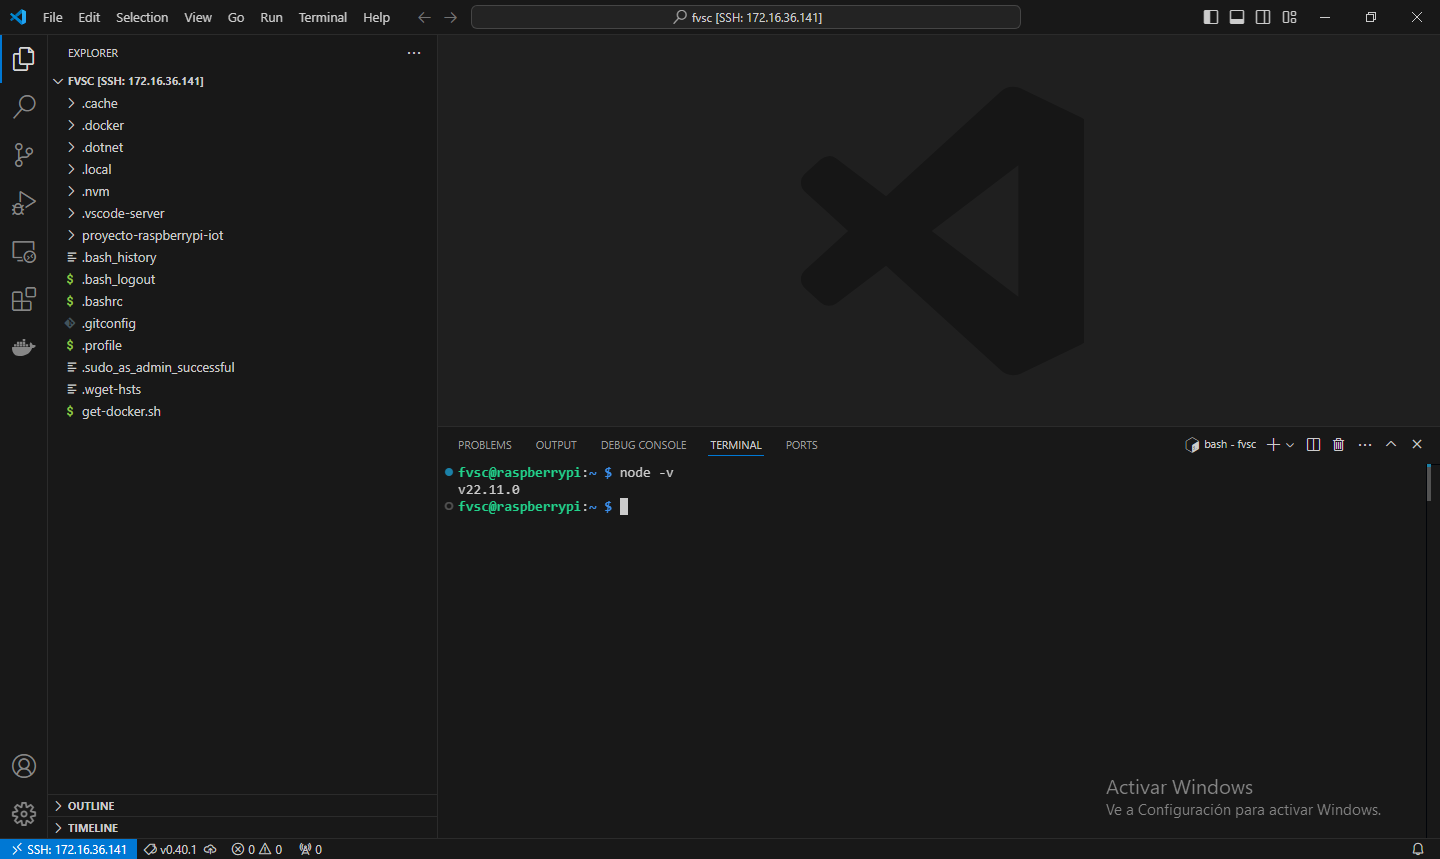 File Edit Selection View Go Run Terminal Help
fvsc [SSH: 172.16.36.141]
EXPLORER
FVSC [SSH: 172.16.36.141]
.cache
.docker
.dotnet
.local
.nvm
.vscode-server
proyecto-raspberrypi-iot
.bash_history
$ .bash_logout
$ .bashrc
.gitconfig
$ .profile
.sudo_as_admin_successful
.wget-hsts
$ get-docker.sh
OUTLINE
TIMELINE
PROBLEMS OUTPUT DEBUG CONSOLE TERMINAL PORTS
bash - fvsc
fvsc@raspberrypi:~ $ node -v
v22.11.0
fvsc@raspberrypi:~ $
Activar Windows
Ve a Configuración para activar Windows.
SSH: 172.16.36.141 v0.40.1 0 0 0